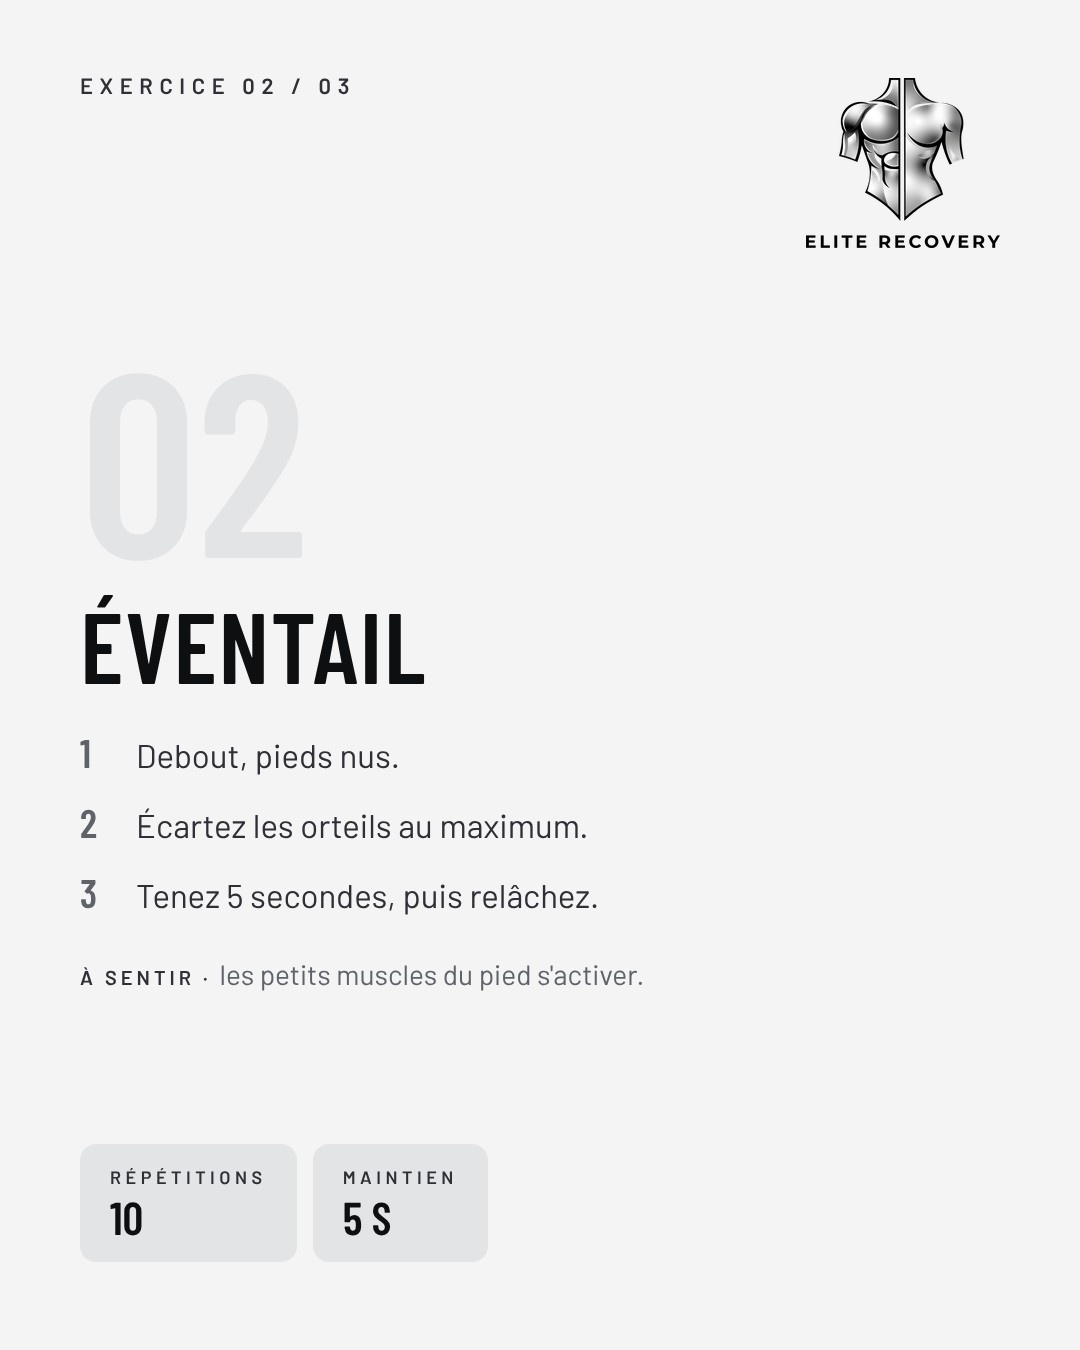 EXERCICE 02 / 03
ELITE RECOVERY
02
ÉVENTAIL
1 Debout, pieds nus.
2 Écartez les orteils au maximum.
3 Tenez 5 secondes, puis relâchez.
À SENTIR · les petits muscles du pied s'activer.
RÉPÉTITIONS MAINTIEN
10 5 S